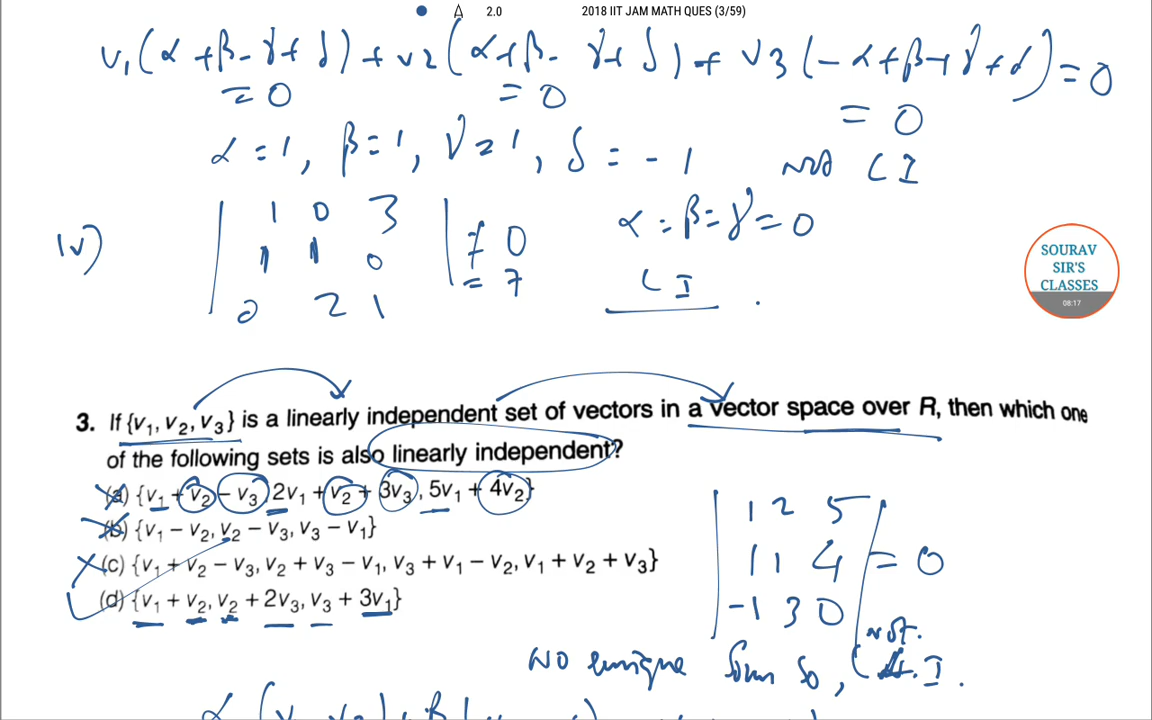 2.0 2018 IIT JAM MATH QUES (3/59)
v₁(α+β-γ+δ)+v2(α+β-γ+δ)+v3(-α+β+γ+δ)=0
=0 =0 =0
α=1, β=1, γ=1, δ=-1 not LI
iv) | 1 0 3 | ≠ 0 α=β=γ=0
1 1 0 = 7 LI
0 2 1
SOURAV
SIR'S
CLASSES
08:17
3. If {v₁, v₂, v₃} is a linearly independent set of vectors in a vector space over R, then which one
of the following sets is also linearly independent?
(a) {v₁ + v₂ – v₃, 2v₁ + v₂ + 3v₃, 5v₁ + 4v₂}
(b) {v₁ – v₂, v₂ – v₃, v₃ – v₁}
(c) {v₁ + v₂ – v₃, v₂ + v₃ – v₁, v₃ + v₁ – v₂, v₁ + v₂ + v₃}
(d) {v₁ + v₂, v₂ + 2v₃, v₃ + 3v₁}
| 1 2 5 |
1 1 4 = 0
-1 3 0
not.
NO unique so, I.